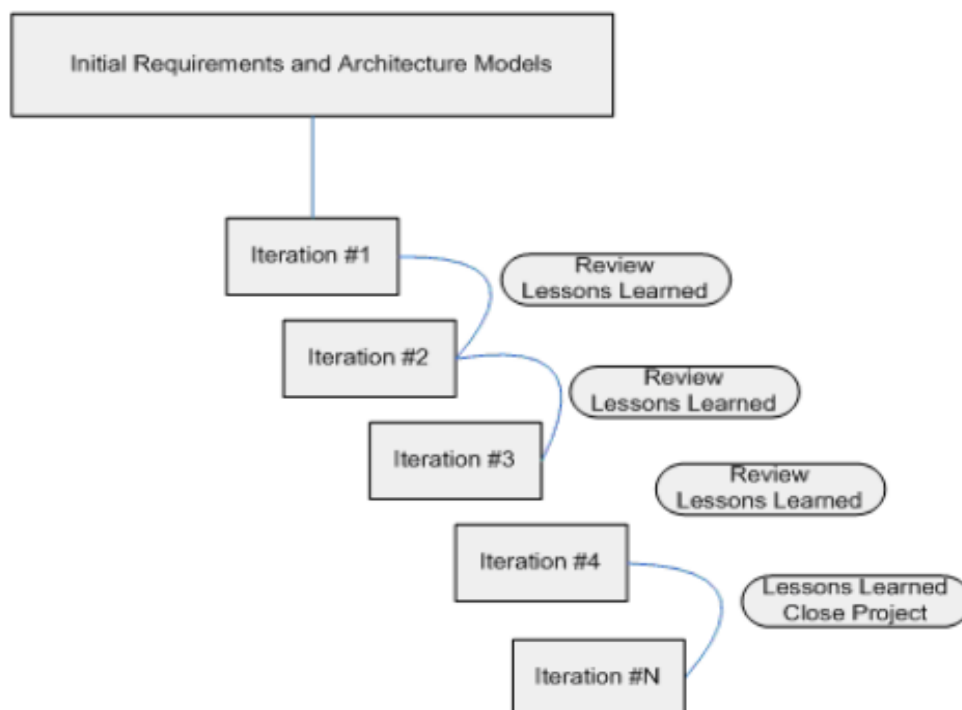 Initial Requirements and Architecture Models
Iteration #1
Review
Lessons Learned
Iteration #2
Review
Lessons Learned
Iteration #3
Review
Lessons Learned
Iteration #4
Lessons Learned
Close Project
Iteration #N